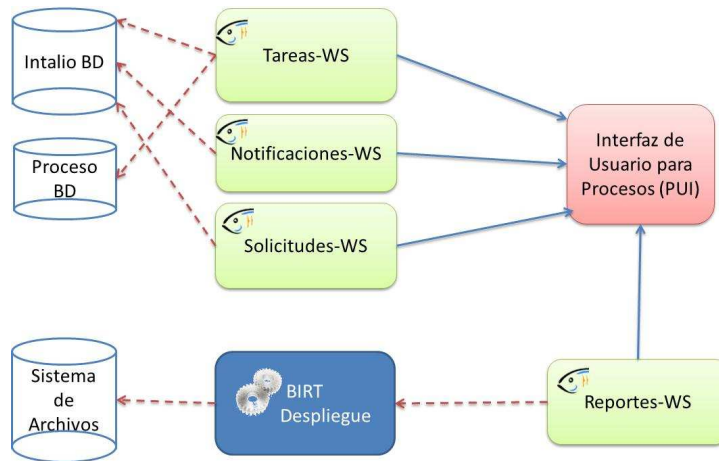 Intalio BD
Tareas-WS
Proceso
BD
Notificaciones-WS
Interfaz de
Usuario para
Procesos (PUI)
Solicitudes-WS
Sistema
de
Archivos
BIRT
Despliegue
Reportes-WS